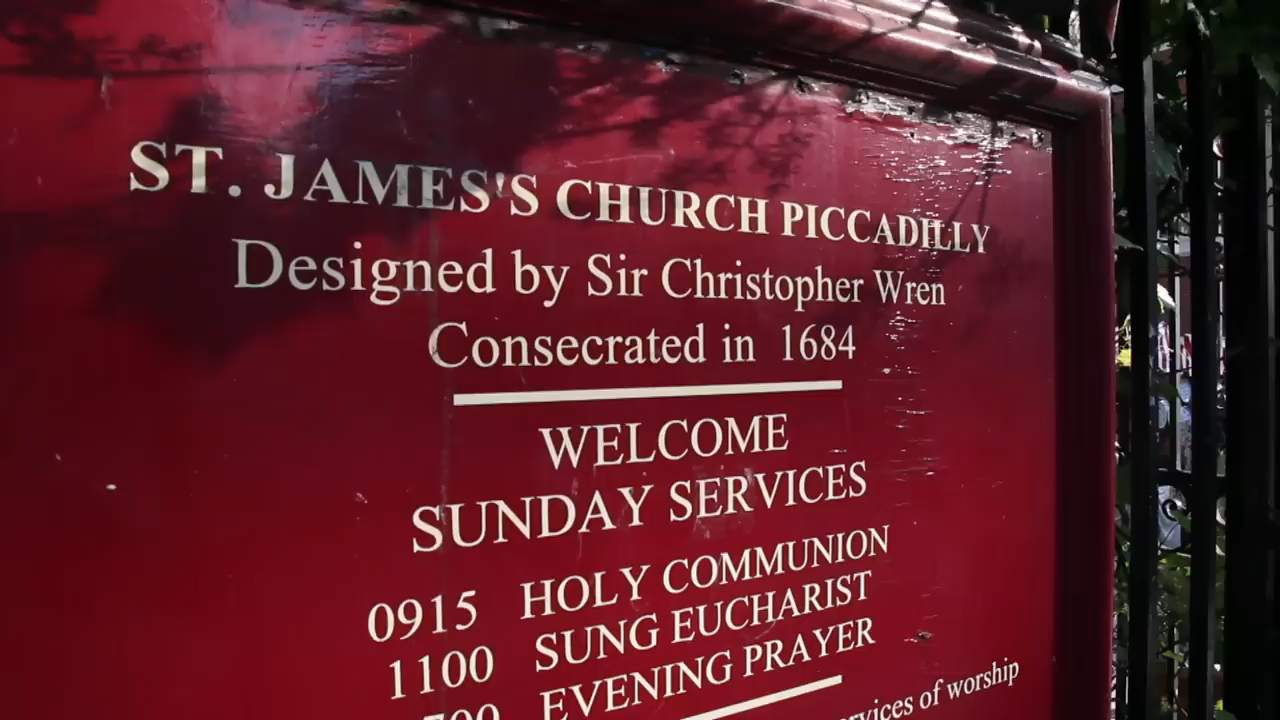 ST. JAMES'S CHURCH PICCADILLY
Designed by Sir Christopher Wren
Consecrated in 1684
WELCOME
SUNDAY SERVICES
0915 HOLY COMMUNION
1100 SUNG EUCHARIST
EVENING PRAYER
of worship